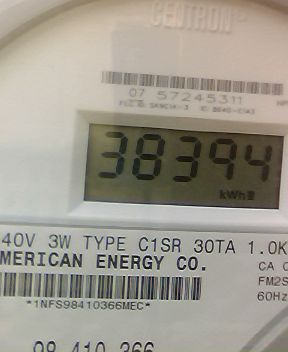 CENTRON®
07 57245311
38394
kWh
40V 3W TYPE C1SR 30TA 1.0K
MERICAN ENERGY CO.
CA 0
FM2S
*1NFS98410366MEC*
60Hz
98 410 366